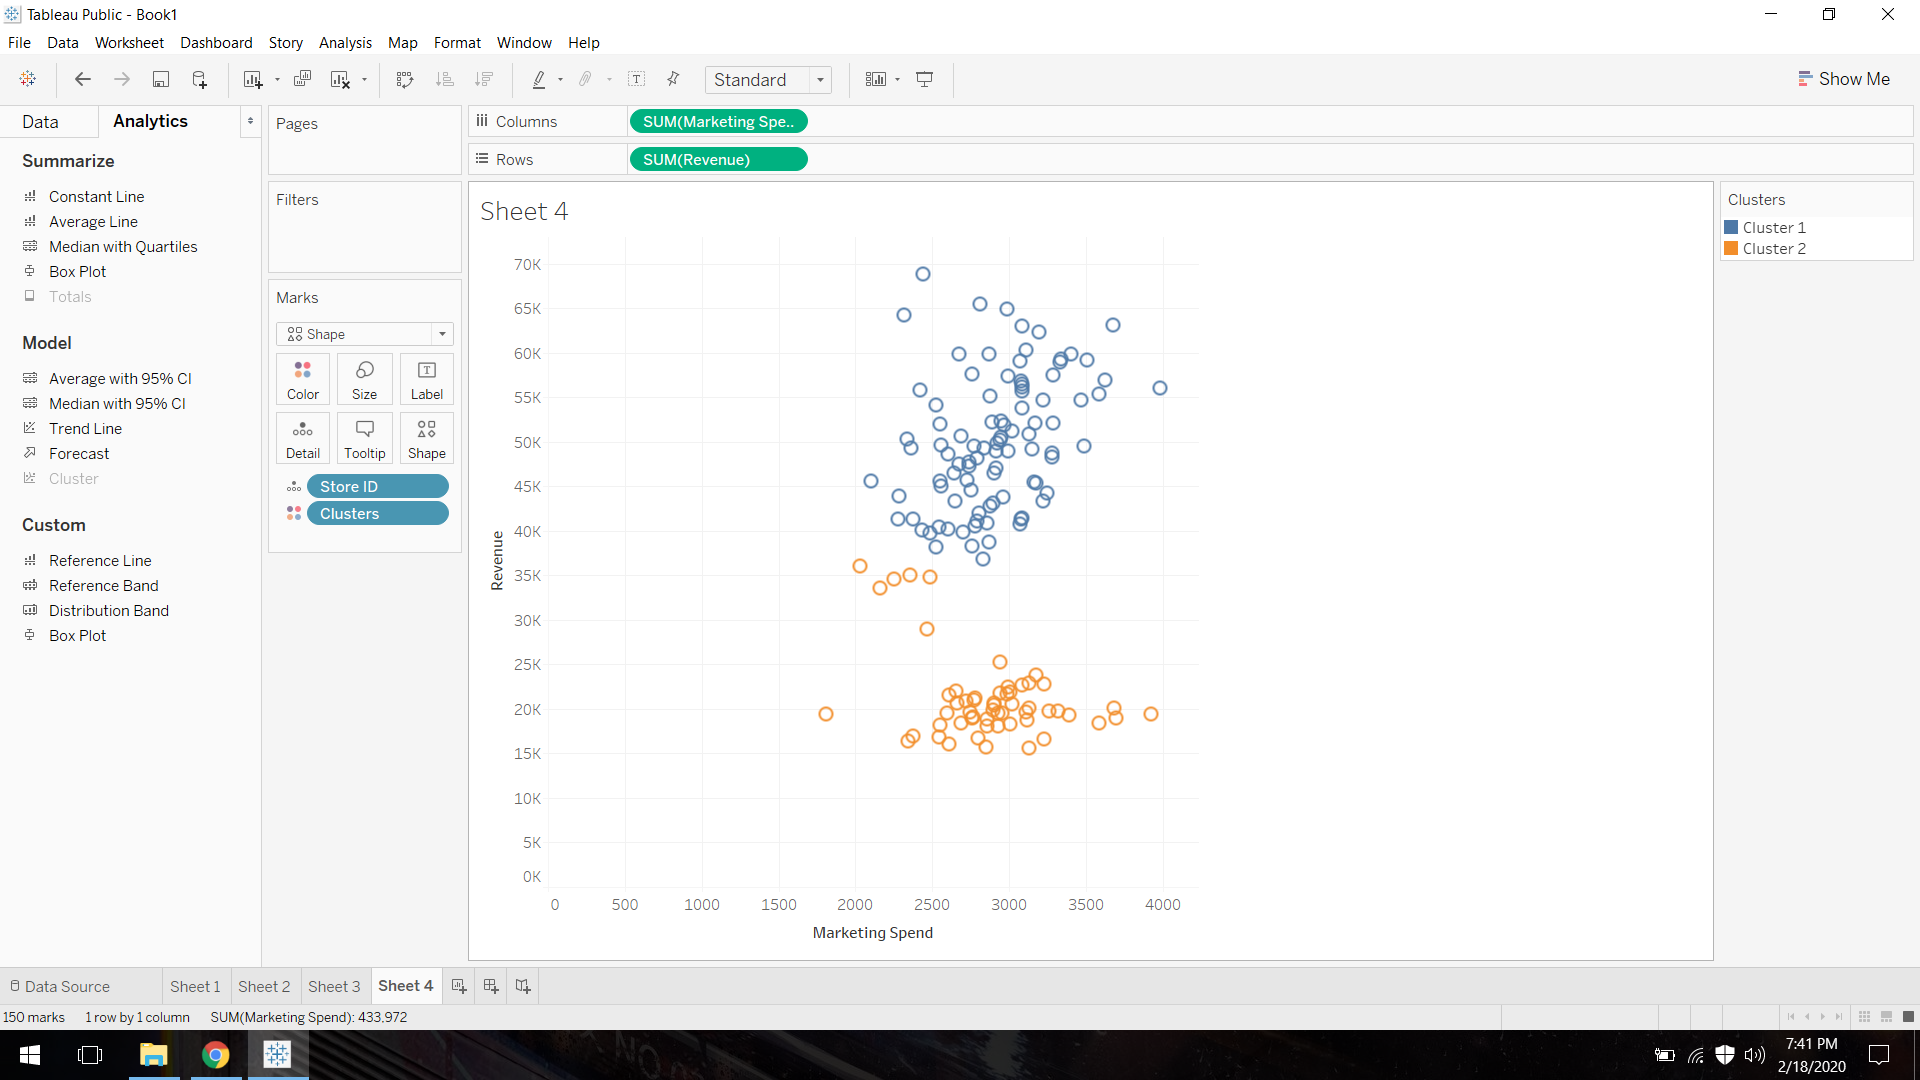 Tableau Public - Book1
File Data Worksheet Dashboard Story Analysis Map Format Window Help
Standard
Show Me
Data Analytics
Summarize
Constant Line
Average Line
Median with Quartiles
Box Plot
Totals
Model
Average with 95% CI
Median with 95% CI
Trend Line
Forecast
Cluster
Custom
Reference Line
Reference Band
Distribution Band
Box Plot
Pages
Filters
Marks
Shape
Color Size Label
Detail Tooltip Shape
Store ID
Clusters
Columns SUM(Marketing Spe..
Rows SUM(Revenue)
Sheet 4
Revenue
70K
65K
60K
55K
50K
45K
40K
35K
30K
25K
20K
15K
10K
5K
0K
0 500 1000 1500 2000 2500 3000 3500 4000
Marketing Spend
Clusters
Cluster 1
Cluster 2
Data Source Sheet 1 Sheet 2 Sheet 3 Sheet 4
150 marks 1 row by 1 column SUM(Marketing Spend): 433,972
7:41 PM
2/18/2020